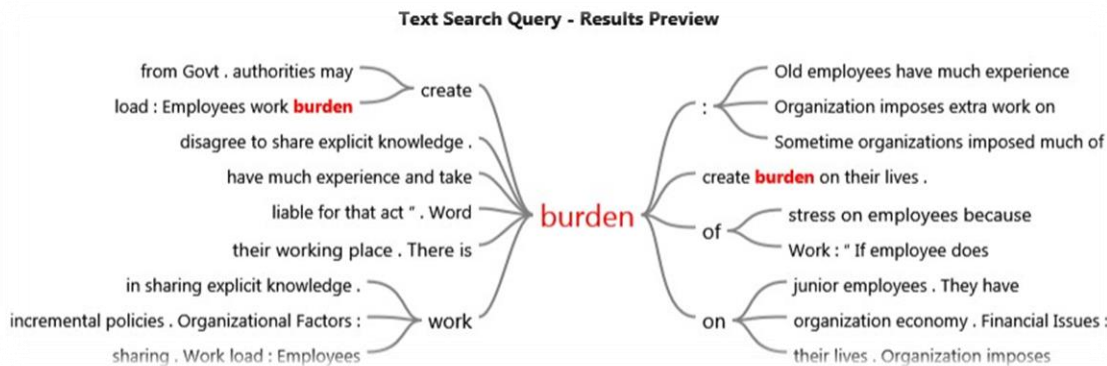 Text Search Query - Results Preview
from Govt . authorities may
load : Employees work burden
create
disagree to share explicit knowledge .
have much experience and take
liable for that act " . Word
their working place . There is
in sharing explicit knowledge .
incremental policies . Organizational Factors :
sharing . Work load : Employees
work
burden
:
Old employees have much experience
Organization imposes extra work on
Sometime organizations imposed much of
create burden on their lives .
of
stress on employees because
Work : " If employee does
on
junior employees . They have
organization economy . Financial Issues :
their lives . Organization imposes